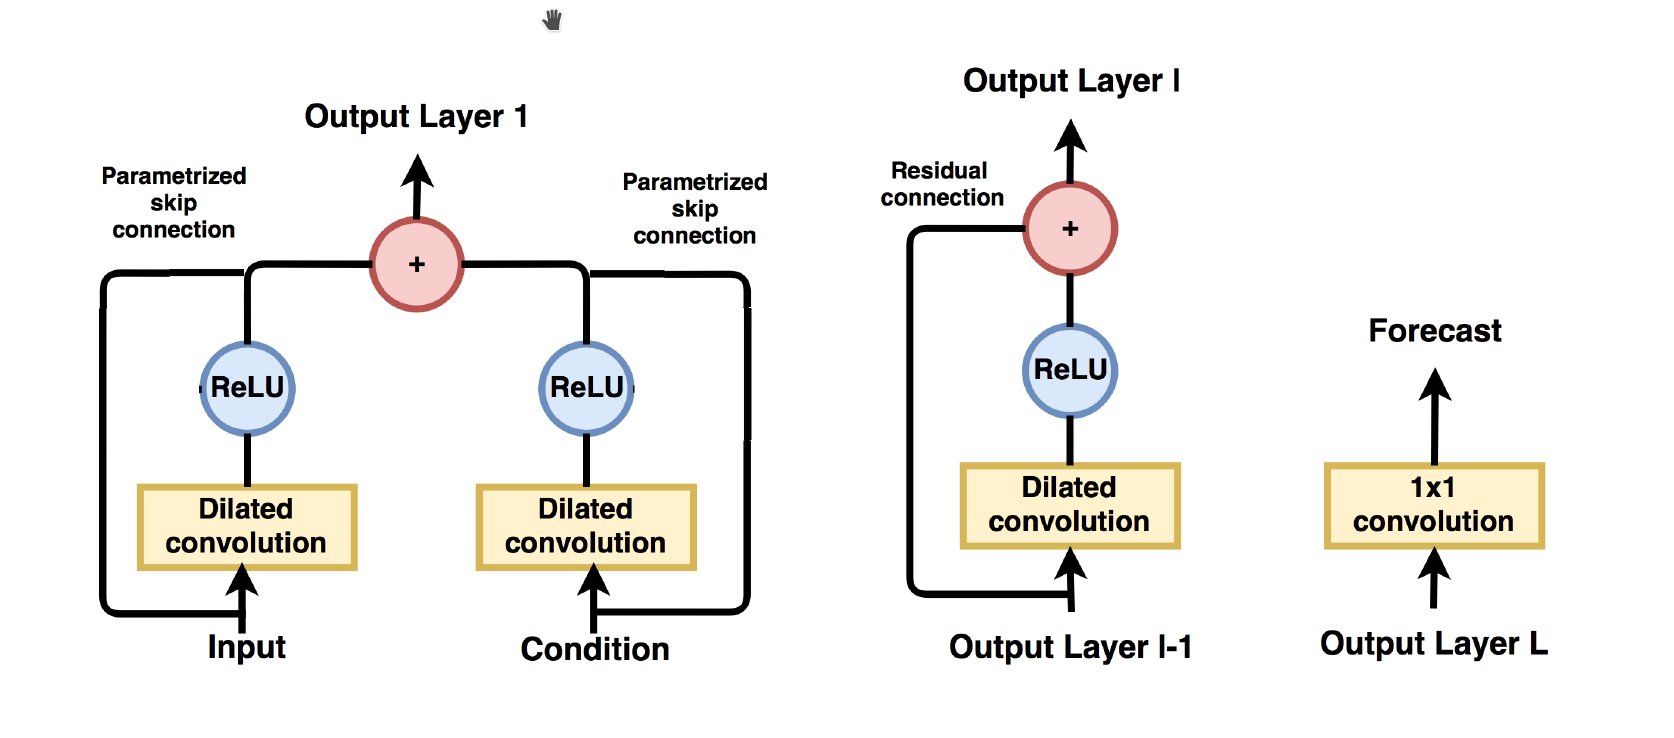 Output Layer 1
Parametrized
skip
connection
Parametrized
skip
connection
+
ReLU
ReLU
Dilated
convolution
Dilated
convolution
Input
Condition
Output Layer l
Residual
connection
+
ReLU
Dilated
convolution
Output Layer l-1
Forecast
1x1
convolution
Output Layer L